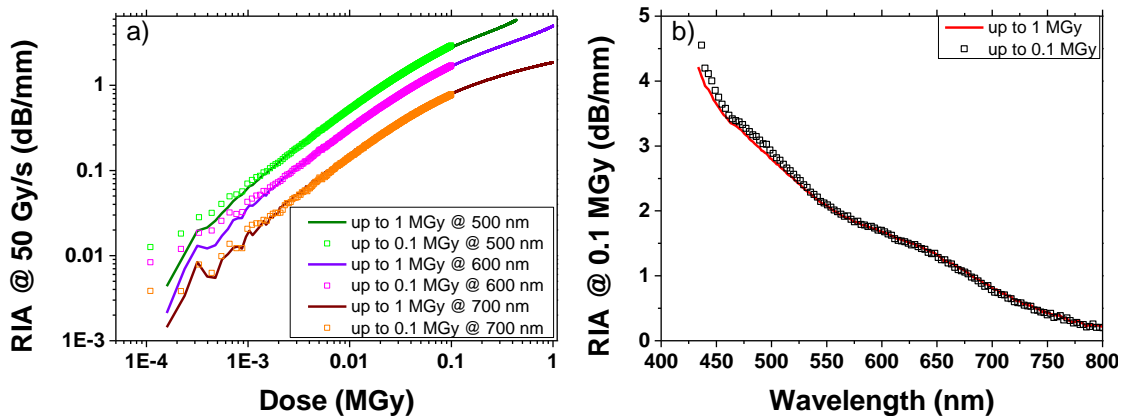 a)
RIA @ 50 Gy/s (dB/mm)
1
0.1
0.01
1E-3
1E-4
1E-3
0.01
0.1
1
Dose (MGy)
up to 1 MGy @ 500 nm
up to 0.1 MGy @ 500 nm
up to 1 MGy @ 600 nm
up to 0.1 MGy @ 600 nm
up to 1 MGy @ 700 nm
up to 0.1 MGy @ 700 nm
b)
RIA @ 0.1 MGy (dB/mm)
5
4
3
2
1
0
400
450
500
550
600
650
700
750
800
Wavelength (nm)
up to 1 MGy
up to 0.1 MGy